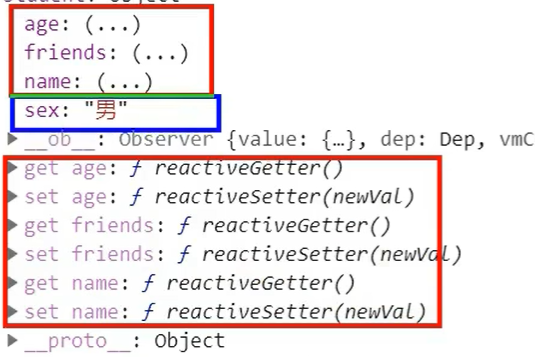 student: Object
age: (...)
friends: (...)
name: (...)
sex: "男"
▶ __ob__: Observer {value: {…}, dep: Dep, vmC
▶ get age: ƒ reactiveGetter()
▶ set age: ƒ reactiveSetter(newVal)
▶ get friends: ƒ reactiveGetter()
▶ set friends: ƒ reactiveSetter(newVal)
▶ get name: ƒ reactiveGetter()
▶ set name: ƒ reactiveSetter(newVal)
▶ __proto__: Object